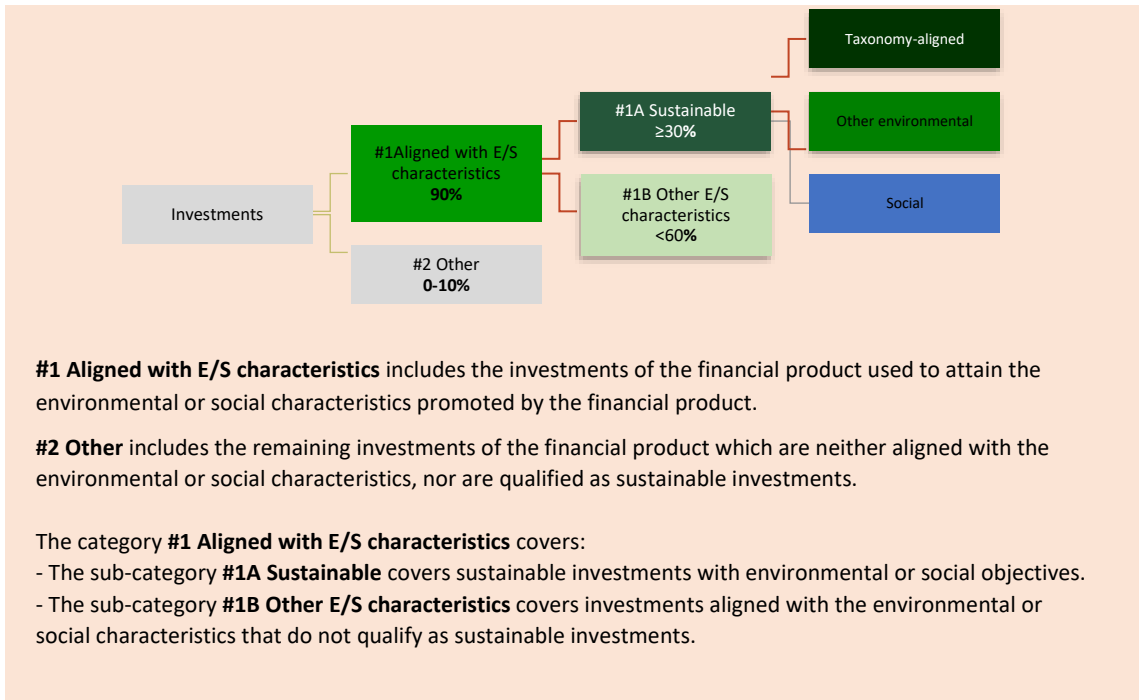 Taxonomy-aligned
#1A Sustainable
≥30%
Other environmental
#1Aligned with E/S
characteristics
90%
#1B Other E/S
characteristics
<60%
Investments
Social
#2 Other
0-10%
#1 Aligned with E/S characteristics includes the investments of the financial product used to attain the
environmental or social characteristics promoted by the financial product.
#2 Other includes the remaining investments of the financial product which are neither aligned with the
environmental or social characteristics, nor are qualified as sustainable investments.
The category #1 Aligned with E/S characteristics covers:
- The sub-category #1A Sustainable covers sustainable investments with environmental or social objectives.
- The sub-category #1B Other E/S characteristics covers investments aligned with the environmental or
social characteristics that do not qualify as sustainable investments.